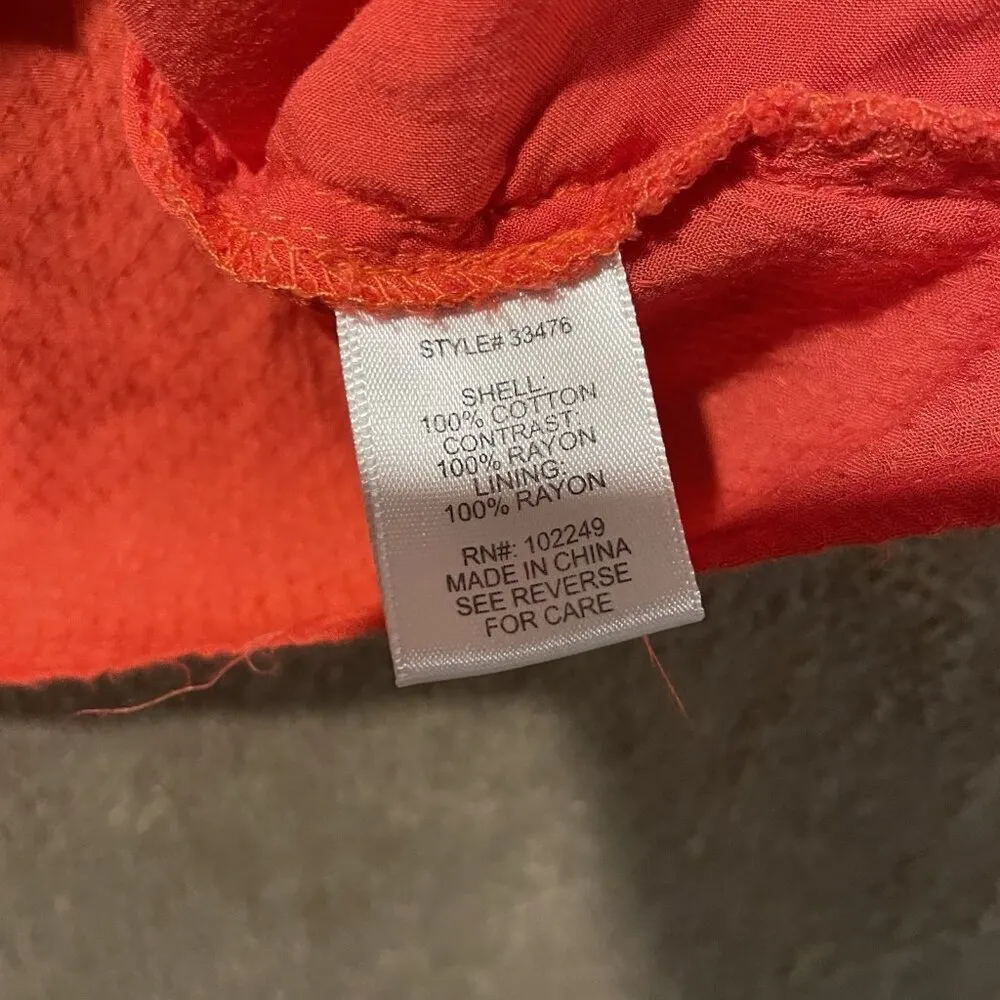 STYLE# 33476
SHELL:
100% COTTON
CONTRAST:
100% RAYON
LINING:
100% RAYON
RN#: 102249
MADE IN CHINA
SEE REVERSE
FOR CARE